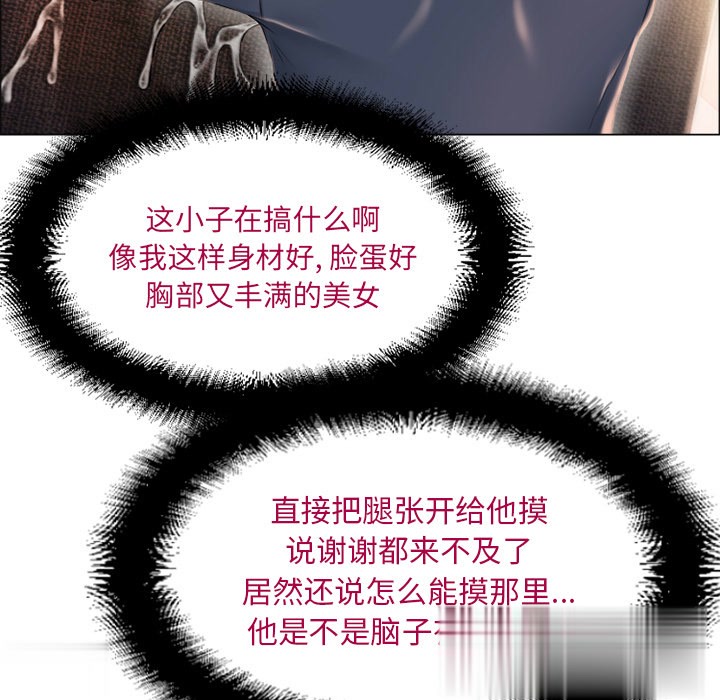 这小子在搞什么啊
像我这样身材好, 脸蛋好
胸部又丰满的美女
直接把腿张开给他摸
说谢谢都来不及了
居然还说怎么能摸那里...
他是不是脑子